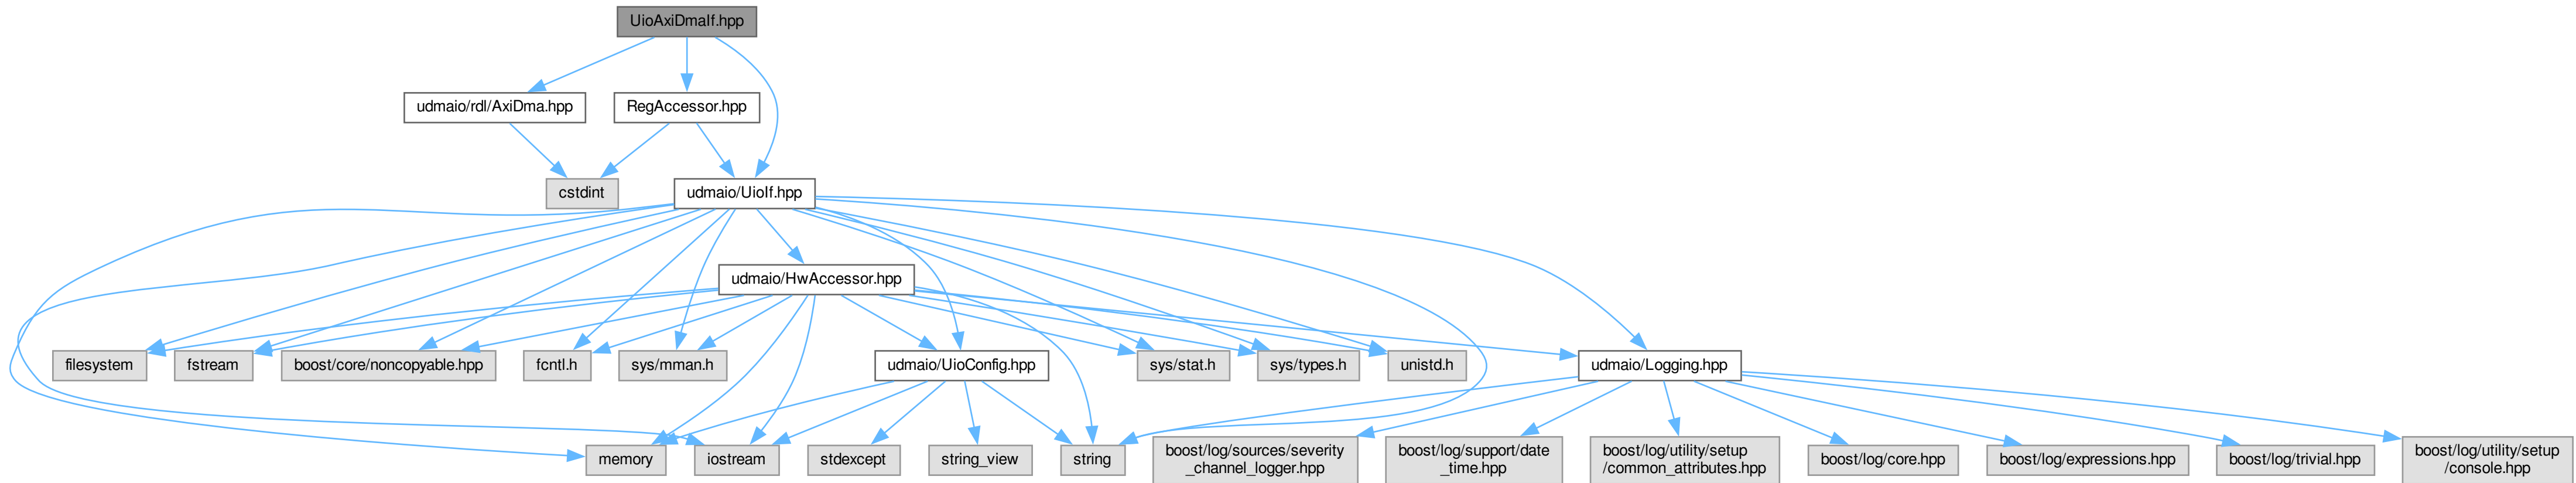 UioAxiDmaIf.hpp
udmaio/rdl/AxiDma.hpp
RegAccessor.hpp
cstdint
udmaio/UioIf.hpp
udmaio/HwAccessor.hpp
filesystem
fstream
boost/core/noncopyable.hpp
fcntl.h
sys/mman.h
udmaio/UioConfig.hpp
sys/stat.h
sys/types.h
unistd.h
udmaio/Logging.hpp
memory
iostream
stdexcept
string_view
string
boost/log/sources/severity
_channel_logger.hpp
boost/log/support/date
_time.hpp
boost/log/utility/setup
/common_attributes.hpp
boost/log/core.hpp
boost/log/expressions.hpp
boost/log/trivial.hpp
boost/log/utility/setup
/console.hpp